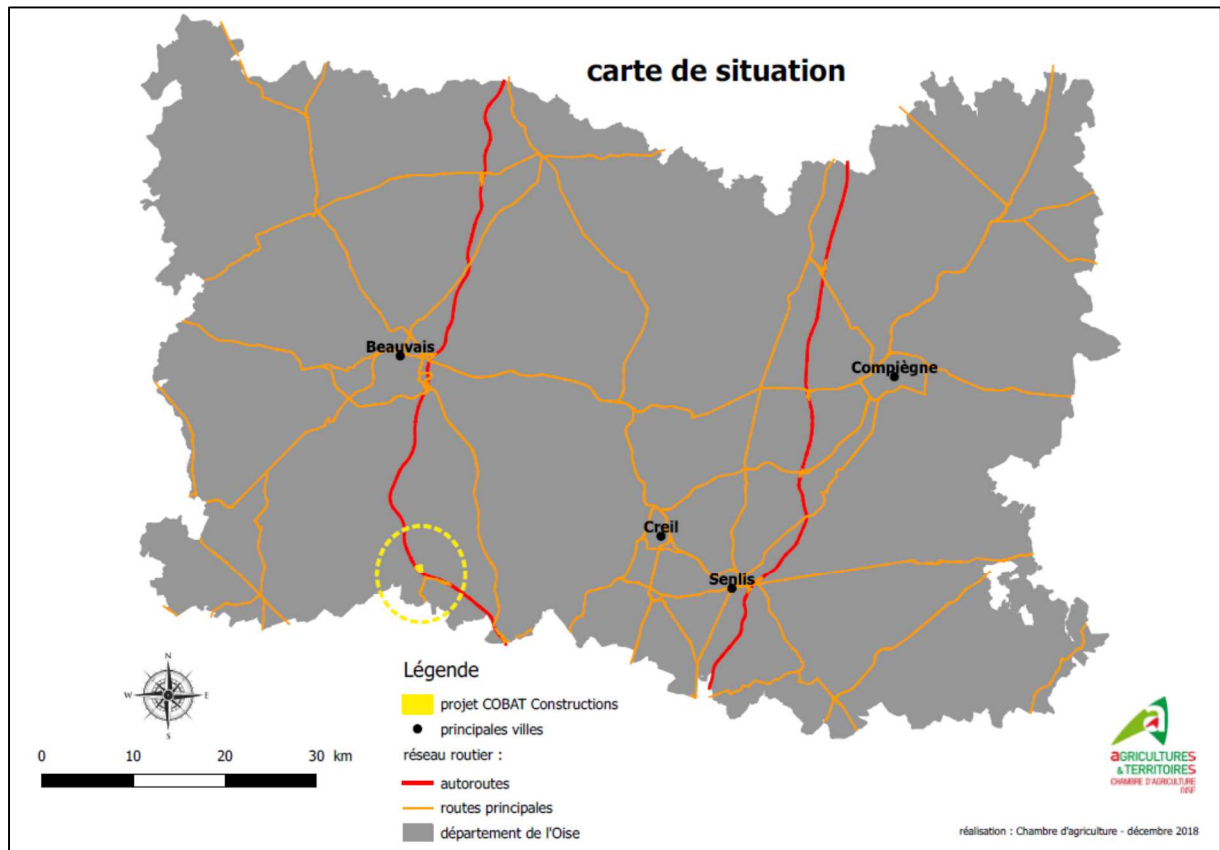 carte de situation
Beauvais
Compiègne
Creil
Senlis
N
W
E
S
0 10 20 30 km
Légende
projet COBAT Constructions
principales villes
réseau routier :
autoroutes
routes principales
département de l'Oise
aGRICULTURES
& TERRITOIRES
CHAMBRE D'AGRICULTURE
OISE
réalisation : Chambre d'agriculture - décembre 2018